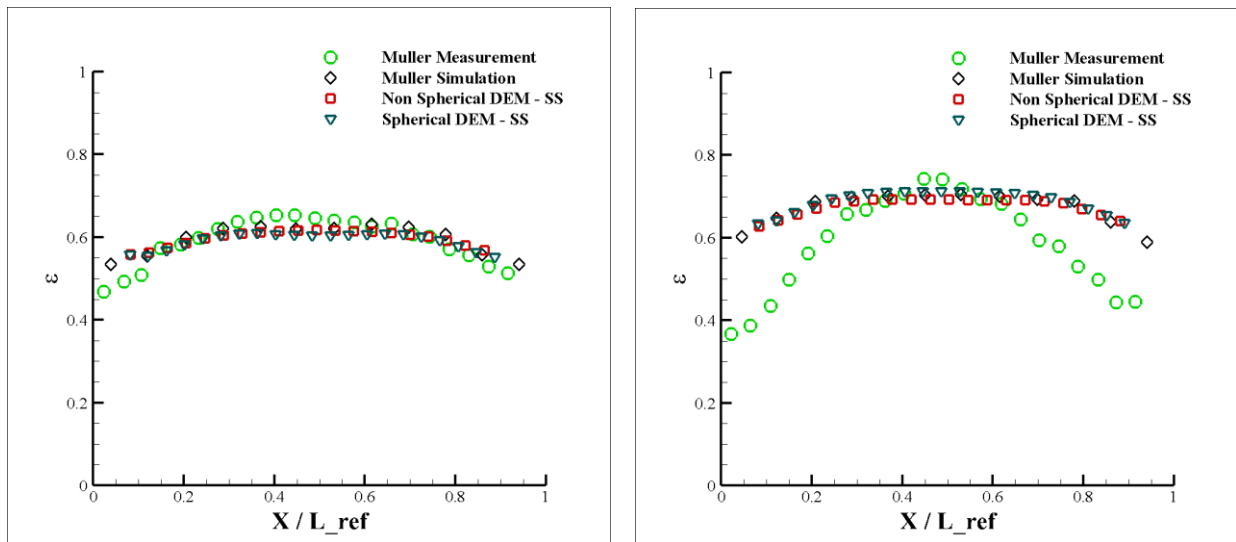 Muller Measurement
Muller Simulation
Non Spherical DEM - SS
Spherical DEM - SS
1
0.8
0.6
ε
0.4
0.2
0
0 0.2 0.4 0.6 0.8 1
X / L_ref
Muller Measurement
Muller Simulation
Non Spherical DEM - SS
Spherical DEM - SS
1
0.8
0.6
ε
0.4
0.2
0
0 0.2 0.4 0.6 0.8 1
X / L_ref